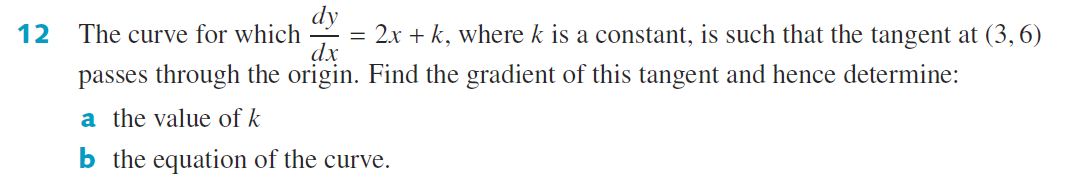 12 The curve for which dy/dx = 2x + k, where k is a constant, is such that the tangent at (3, 6)
passes through the origin. Find the gradient of this tangent and hence determine:
a the value of k
b the equation of the curve.